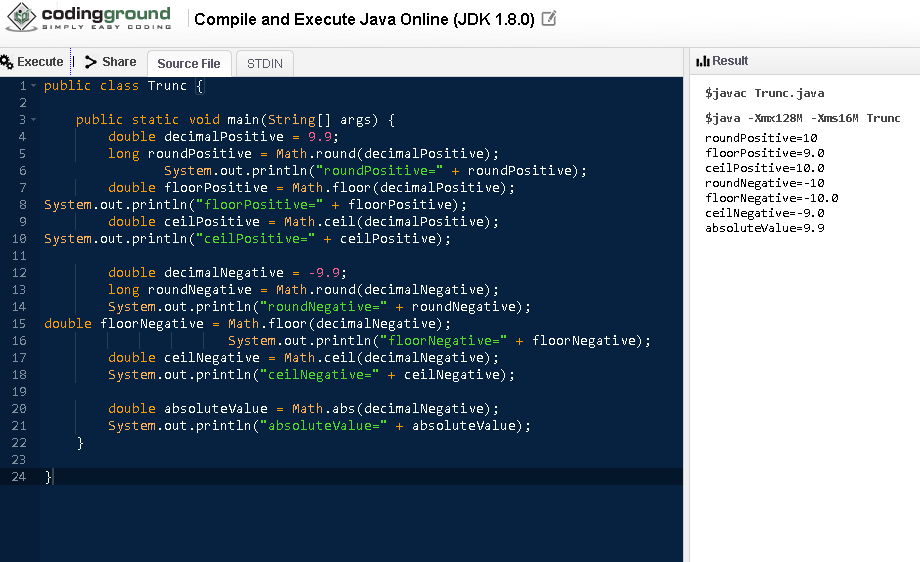 codingground
SIMPLY EASY CODING
Compile and Execute Java Online (JDK 1.8.0)
Execute | Share Source File STDIN
1 public class Trunc {
2
3 public static void main(String[] args) {
4 double decimalPositive = 9.9;
5 long roundPositive = Math.round(decimalPositive);
6 System.out.println("roundPositive=" + roundPositive);
7 double floorPositive = Math.floor(decimalPositive);
8 System.out.println("floorPositive=" + floorPositive);
9 double ceilPositive = Math.ceil(decimalPositive);
10 System.out.println("ceilPositive=" + ceilPositive);
11
12 double decimalNegative = -9.9;
13 long roundNegative = Math.round(decimalNegative);
14 System.out.println("roundNegative=" + roundNegative);
15 double floorNegative = Math.floor(decimalNegative);
16 System.out.println("floorNegative=" + floorNegative);
17 double ceilNegative = Math.ceil(decimalNegative);
18 System.out.println("ceilNegative=" + ceilNegative);
19
20 double absoluteValue = Math.abs(decimalNegative);
21 System.out.println("absoluteValue=" + absoluteValue);
22 }
23
24 }
Result
$javac Trunc.java
$java -Xmx128M -Xms16M Trunc
roundPositive=10
floorPositive=9.0
ceilPositive=10.0
roundNegative=-10
floorNegative=-10.0
ceilNegative=-9.0
absoluteValue=9.9